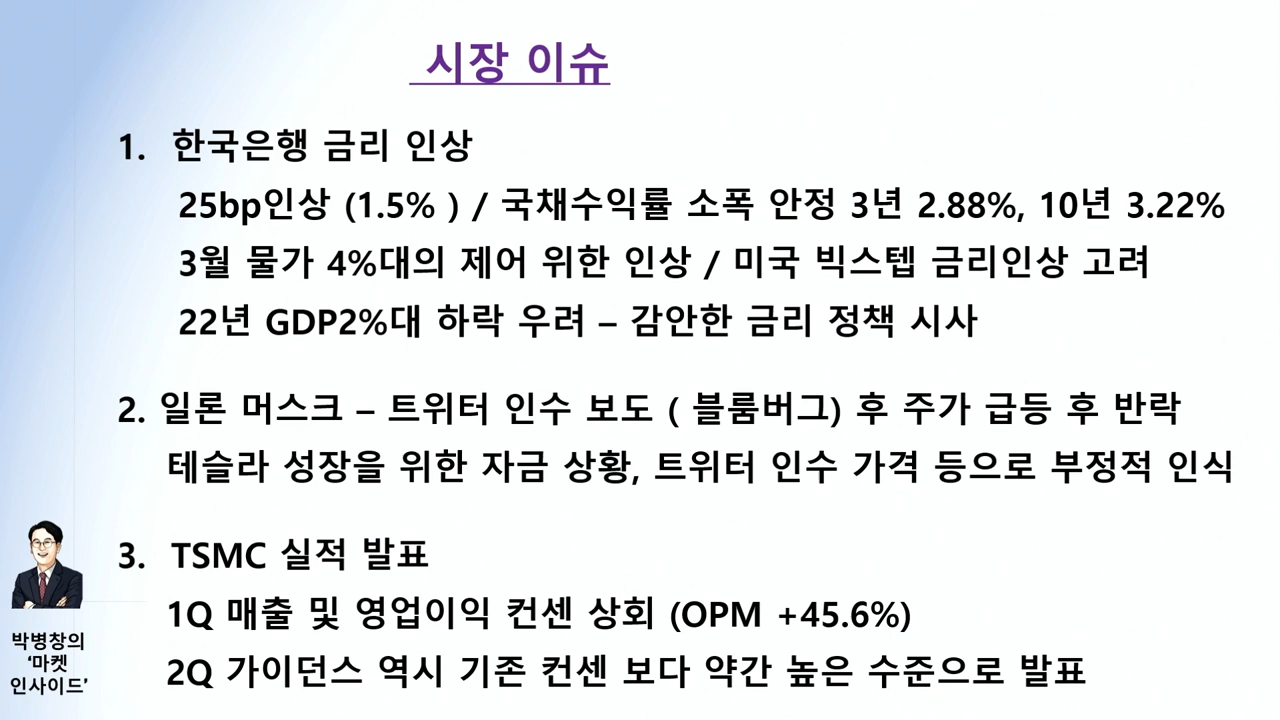 시장 이슈
1. 한국은행 금리 인상
25bp인상 (1.5% ) / 국채수익률 소폭 안정 3년 2.88%, 10년 3.22%
3월 물가 4%대의 제어 위한 인상 / 미국 빅스텝 금리인상 고려
22년 GDP2%대 하락 우려 – 감안한 금리 정책 시사
2. 일론 머스크 – 트위터 인수 보도 ( 블룸버그) 후 주가 급등 후 반락
테슬라 성장을 위한 자금 상황, 트위터 인수 가격 등으로 부정적 인식
3. TSMC 실적 발표
1Q 매출 및 영업이익 컨센 상회 (OPM +45.6%)
2Q 가이던스 역시 기존 컨센 보다 약간 높은 수준으로 발표
박병창의
‘마켓
인사이드’